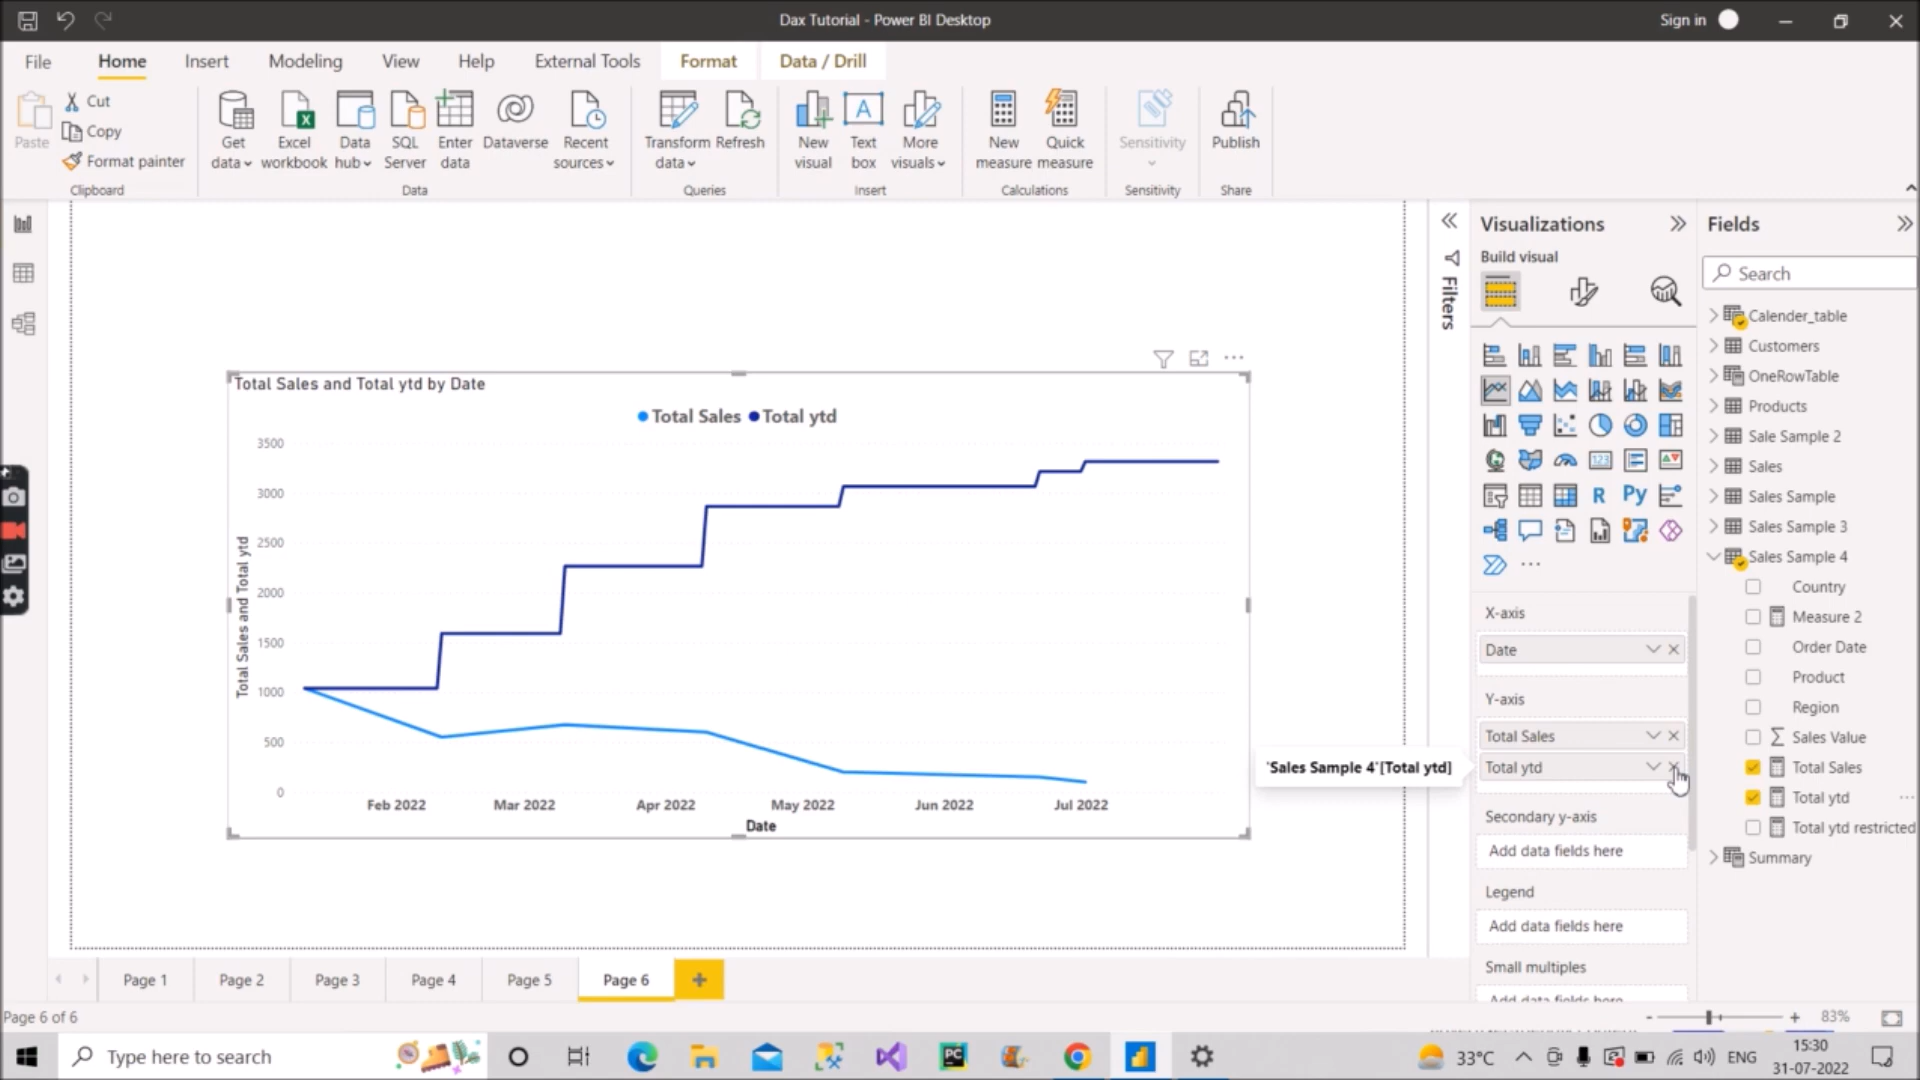 Dax Tutorial - Power BI Desktop
Sign in
File
Home
Insert
Modeling
View
Help
External Tools
Format
Data / Drill
Paste
Cut
Copy
Format painter
Clipboard
Get data
Excel workbook
Data hub
SQL Server
Enter data
Dataverse
Recent sources
Data
Transform data
Refresh
Queries
New visual
Text box
More visuals
Insert
New measure
Quick measure
Calculations
Sensitivity
Sensitivity
Publish
Share
Total Sales and Total ytd by Date
Total Sales
Total ytd
3500
3000
2500
2000
1500
1000
500
0
Total Sales and Total ytd
Feb 2022
Mar 2022
Apr 2022
May 2022
Jun 2022
Jul 2022
Date
'Sales Sample 4'[Total ytd]
Filters
Visualizations
Build visual
R
Py
123
X-axis
Date
Y-axis
Total Sales
Total ytd
Secondary y-axis
Add data fields here
Legend
Add data fields here
Small multiples
Add data fields here
Fields
Search
Calender_table
Customers
OneRowTable
Products
Sale Sample 2
Sales
Sales Sample
Sales Sample 3
Sales Sample 4
Country
Measure 2
Order Date
Product
Region
Sales Value
Total Sales
Total ytd
Total ytd restricted
Summary
Page 1
Page 2
Page 3
Page 4
Page 5
Page 6
Page 6 of 6
83%
Type here to search
PC
33°C
ENG
15:30
31-07-2022